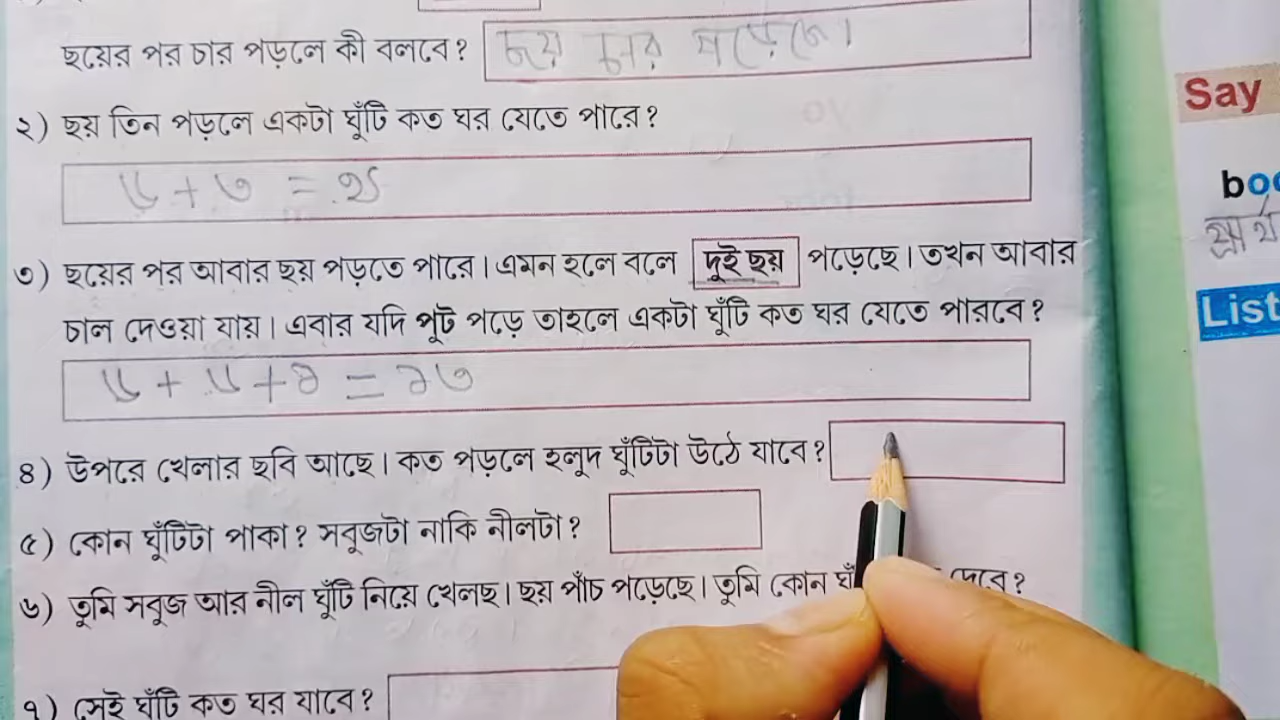 ছয়ের পর চার পড়লে কী বলবে? ছয় চার পড়েছে।
২) ছয় তিন পড়লে একটা ঘুঁটি কত ঘর যেতে পারে?
৬ + ৩ = ৯
৩) ছয়ের পর আবার ছয় পড়তে পারে। এমন হলে বলে দুই ছয় পড়েছে। তখন আবার
চাল দেওয়া যায়। এবার যদি পুট পড়ে তাহলে একটা ঘুঁটি কত ঘর যেতে পারবে?
৬ + ৬ + ১ = ১৩
৪) উপরে খেলার ছবি আছে। কত পড়লে হলুদ ঘুঁটিটা উঠে যাবে?
৫) কোন ঘুঁটিটা পাকা? সবুজটা নাকি নীলটা?
৬) তুমি সবুজ আর নীল ঘুঁটি নিয়ে খেলছ। ছয় পাঁচ পড়েছে। তুমি কোন দেবে?
৭) সেই ঘুঁটি কত ঘর যাবে?
Say
List